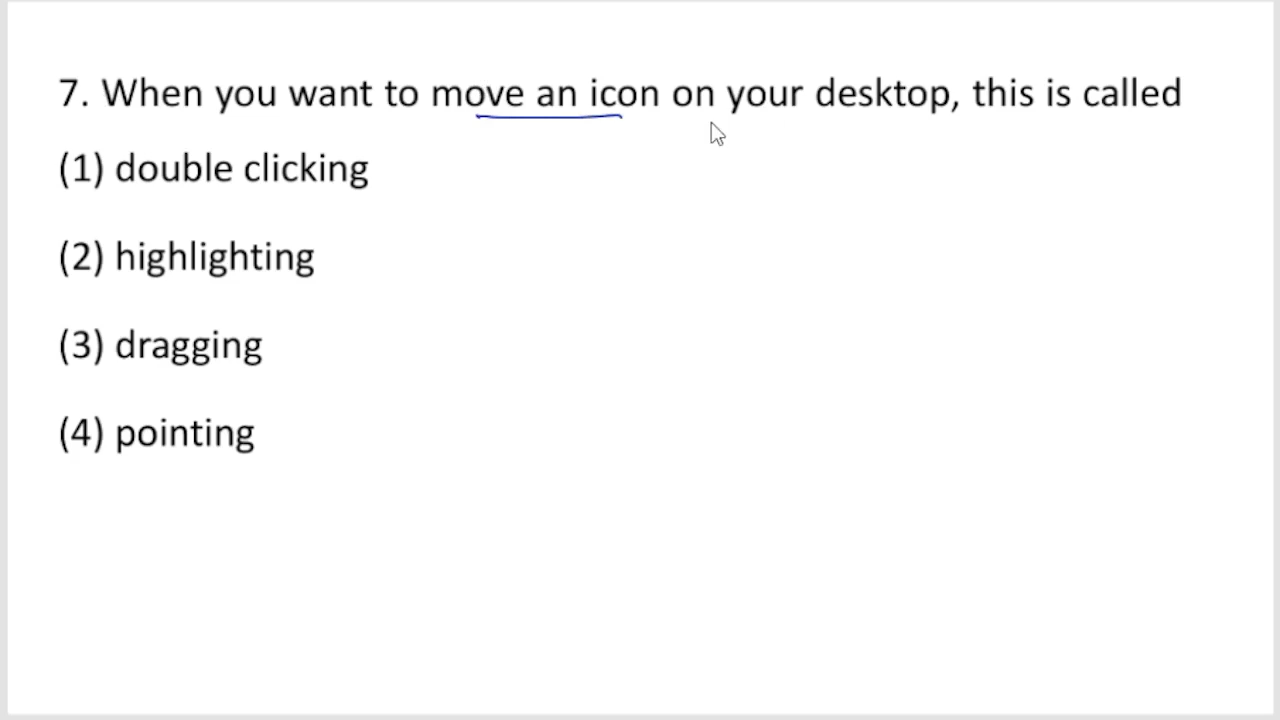 7. When you want to move an icon on your desktop, this is called
(1) double clicking
(2) highlighting
(3) dragging
(4) pointing